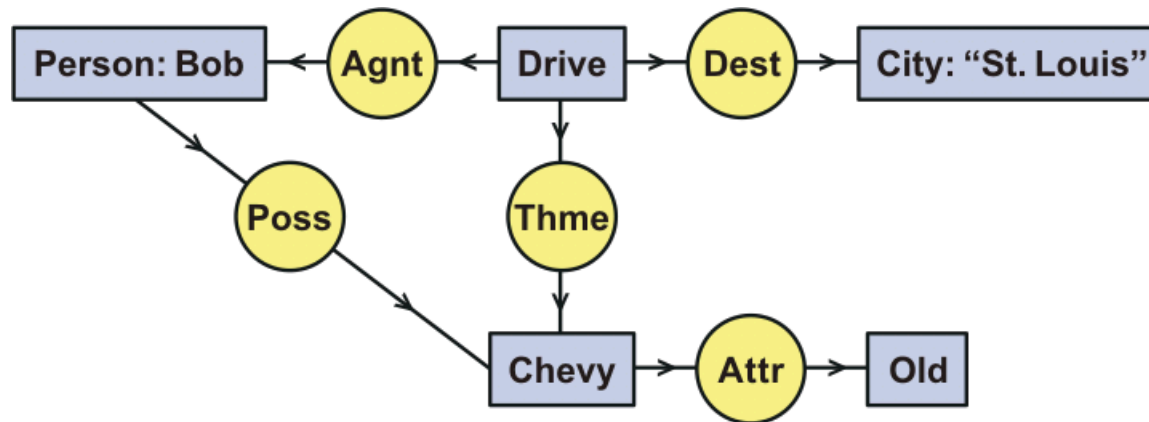 Person: Bob
Agnt
Drive
Dest
City: “St. Louis”
Poss
Thme
Chevy
Attr
Old